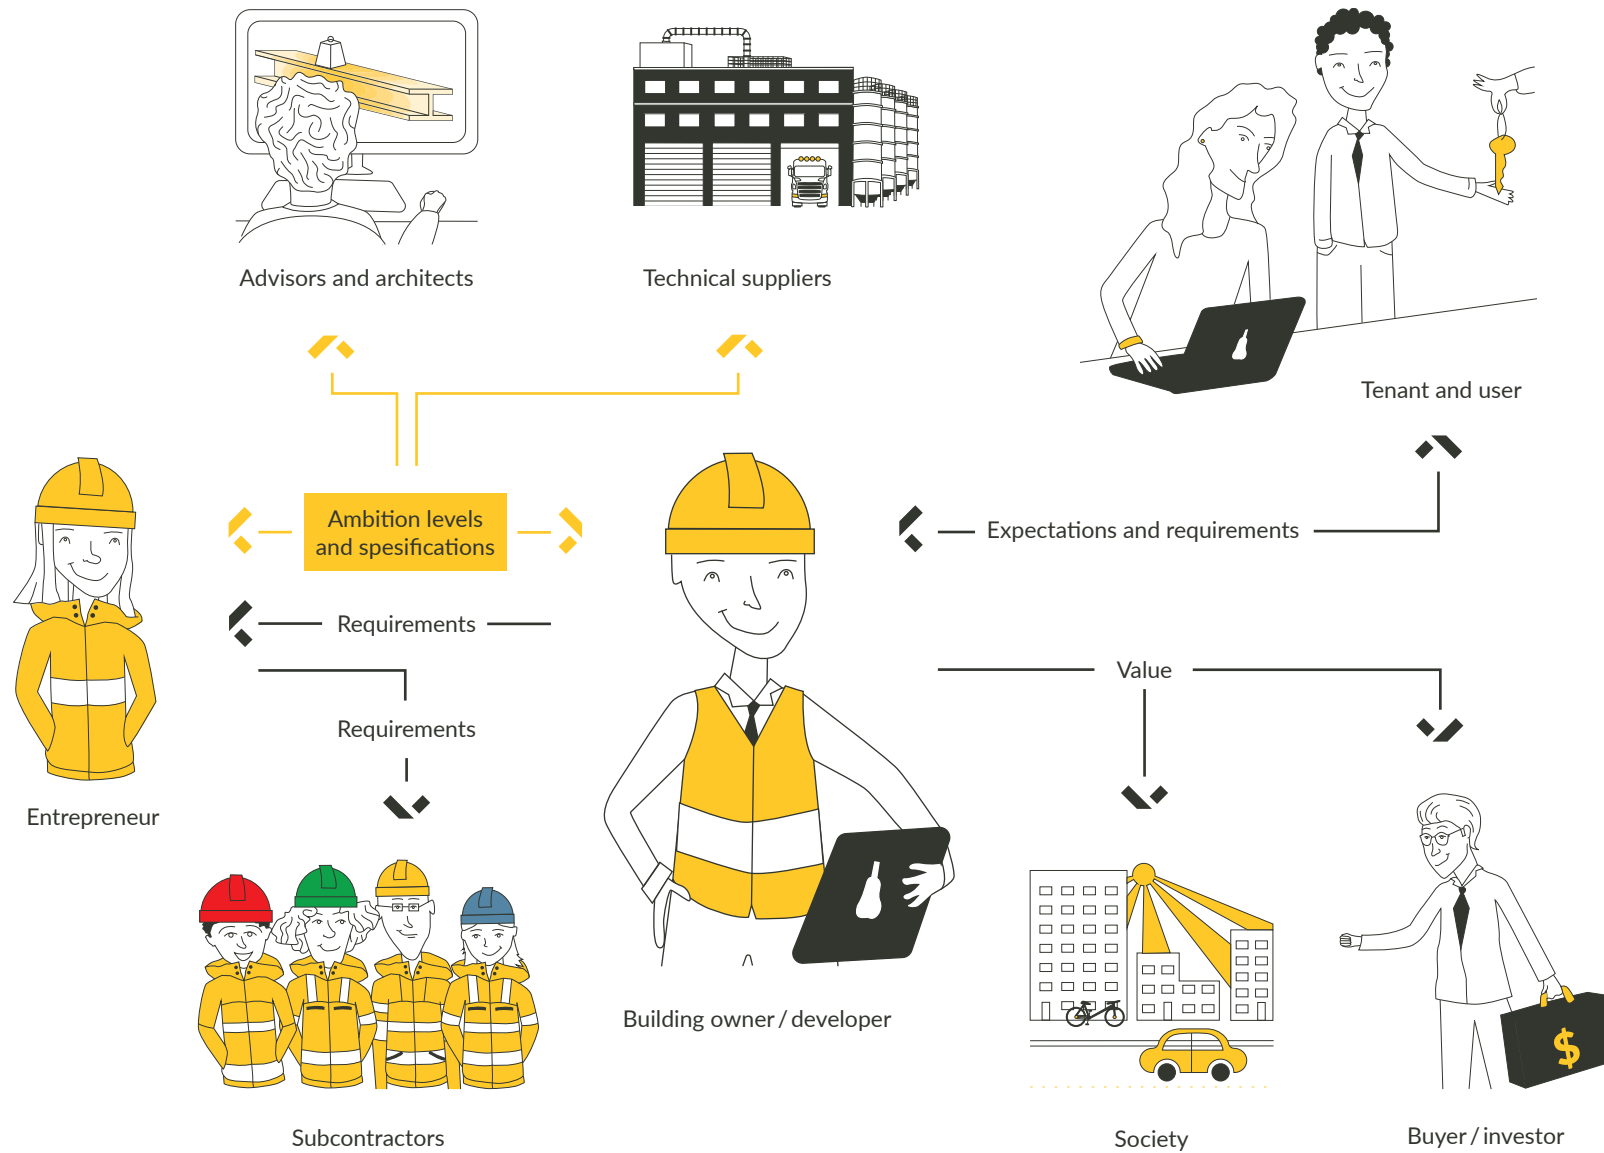 Advisors and architects
Technical suppliers
Tenant and user
Ambition levels
and spesifications
Expectations and requirements
Requirements
Value
Requirements
Entrepreneur
$
Building owner / developer
Subcontractors
Society
Buyer / investor